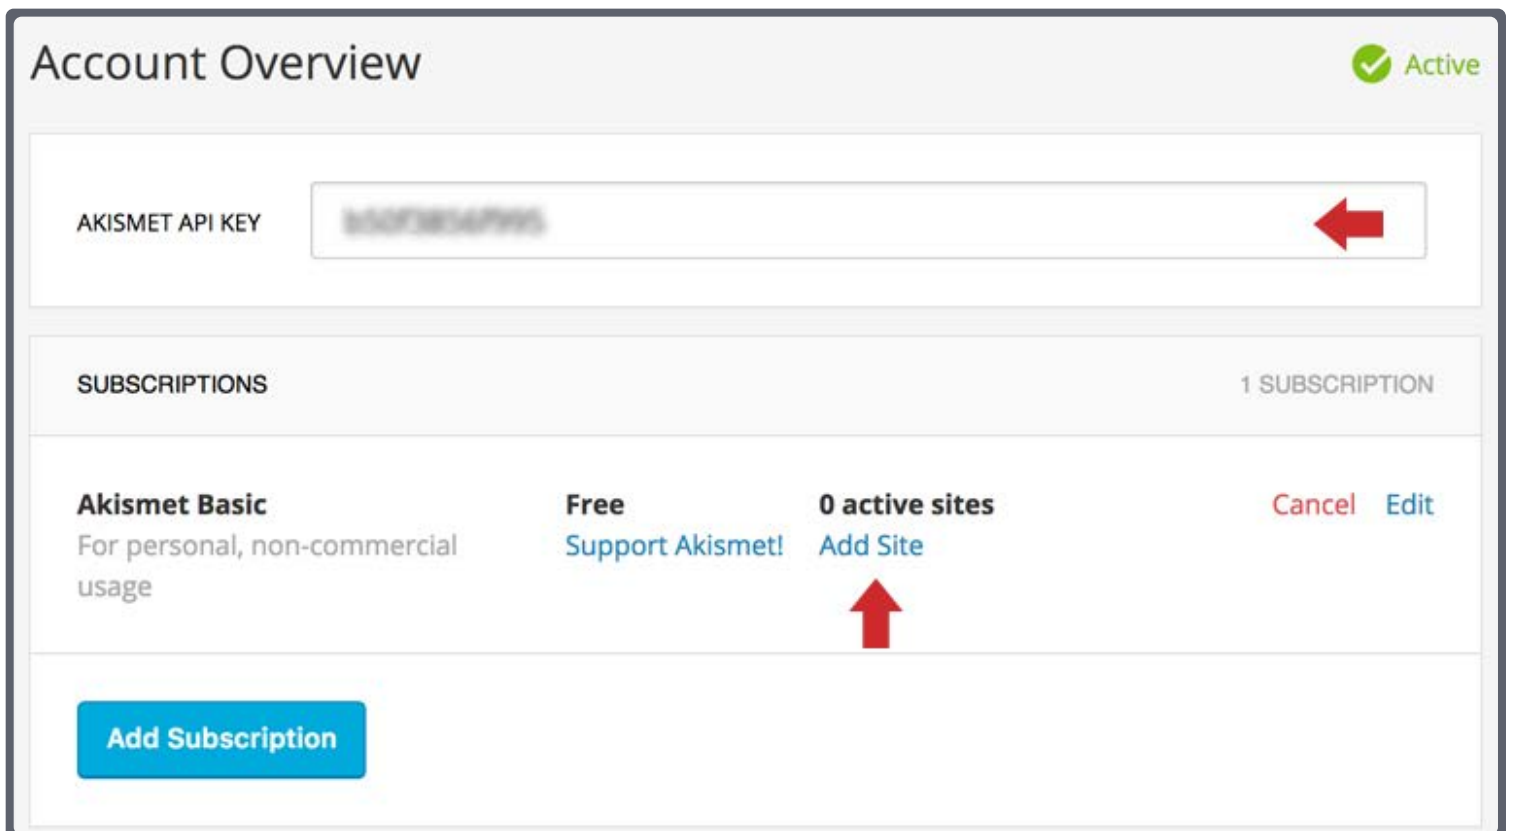 Account Overview
Active
AKISMET API KEY
SUBSCRIPTIONS
1 SUBSCRIPTION
Akismet Basic
Free
0 active sites
Cancel
Edit
For personal, non-commercial
usage
Support Akismet!
Add Site
Add Subscription